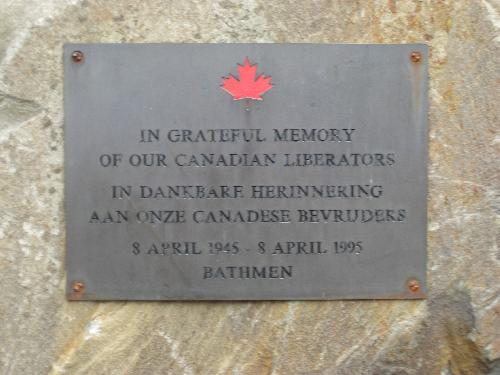 IN GRATEFUL MEMORY
OF OUR CANADIAN LIBERATORS
IN DANKBARE HERINNERING
AAN ONZE CANADESE BEVRIJDERS
8 APRIL 1945 - 8 APRIL 1995
BATHMEN